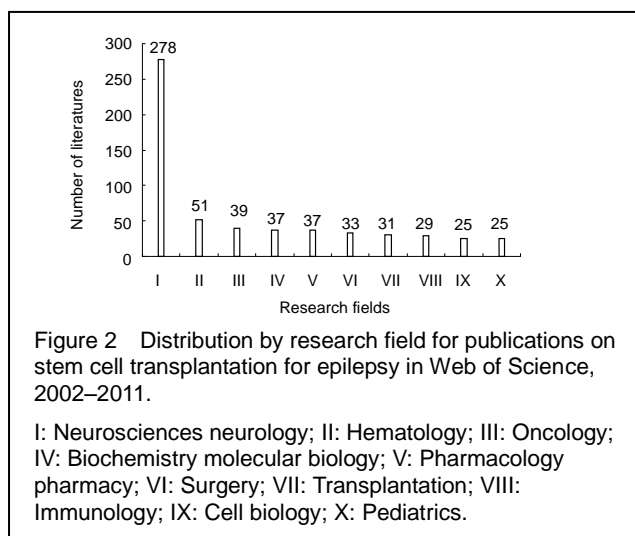 300
250
200
150
100
50
0
278
51
39
37
37
33
31
29
25
25
I II III IV V VI VII VIII IX X
Number of literatures
Research fields
Figure 2 Distribution by research field for publications on
stem cell transplantation for epilepsy in Web of Science,
2002–2011.
I: Neurosciences neurology; II: Hematology; III: Oncology;
IV: Biochemistry molecular biology; V: Pharmacology
pharmacy; VI: Surgery; VII: Transplantation; VIII:
Immunology; IX: Cell biology; X: Pediatrics.